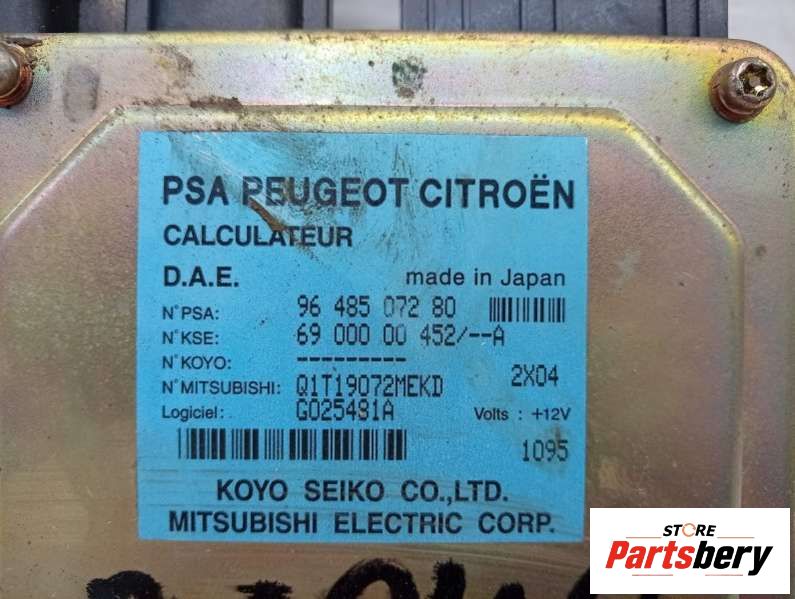 PSA PEUGEOT CITROËN
CALCULATEUR
D.A.E. made in Japan
N°PSA: 96 485 072 80
N°KSE: 69 000 00 452/--A
N°KOYO: ---------
N°MITSUBISHI: Q1T19072MEKD 2X04
Logiciel: G025481A Volts : +12V
1095
KOYO SEIKO CO.,LTD.
MITSUBISHI ELECTRIC CORP.
STORE
Partsbery